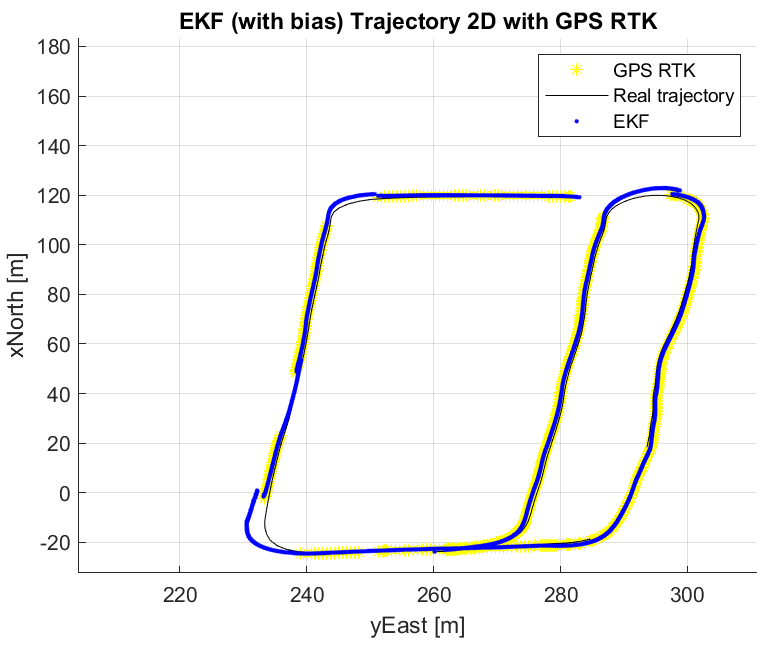 EKF (with bias) Trajectory 2D with GPS RTK
GPS RTK
Real trajectory
EKF
180
160
140
120
100
80
60
40
20
0
-20
xNorth [m]
220
240
260
280
300
yEast [m]